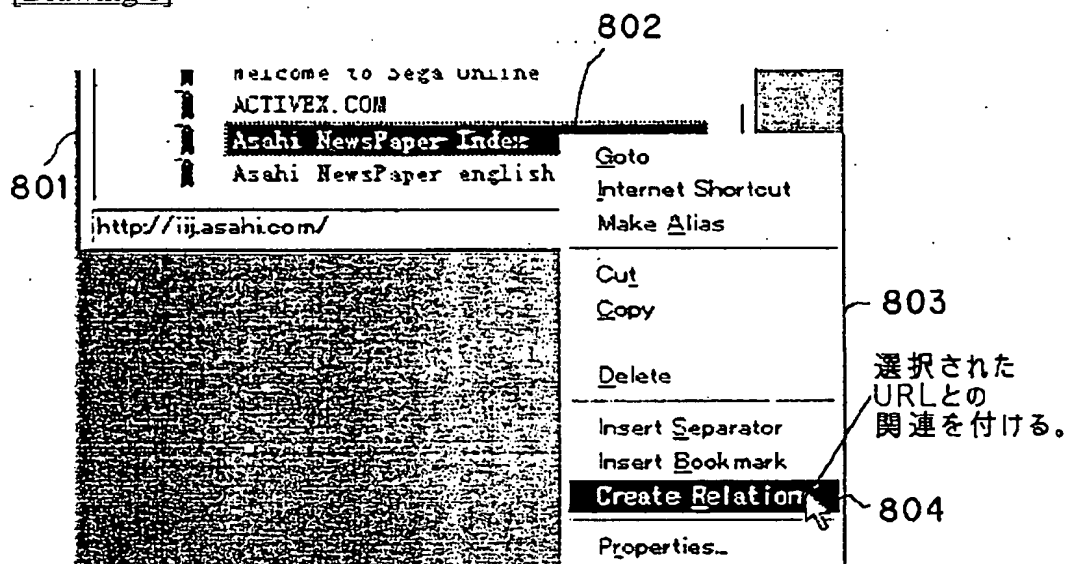 [Drawing 8]
802
Welcome to Sega Online
ACTIVEX.COM
Asahi NewsPaper Index
Asahi NewsPaper english
801
http://iij.asahi.com/
Goto
Internet Shortcut
Make Alias
Cut
Copy
803
Delete
選択された
URLとの
関連を付ける。
Insert Separator
Insert Bookmark
Create Relation
804
Properties...